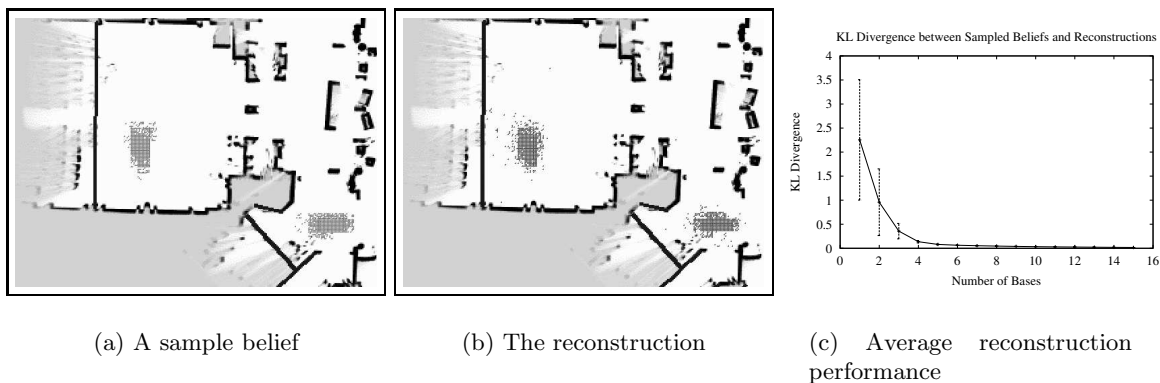 KL Divergence between Sampled Beliefs and Reconstructions
4
3.5
3
2.5
2
1.5
1
0.5
0
KL Divergence
0 2 4 6 8 10 12 14 16
Number of Bases
(a) A sample belief
(b) The reconstruction
(c) Average reconstruction
performance